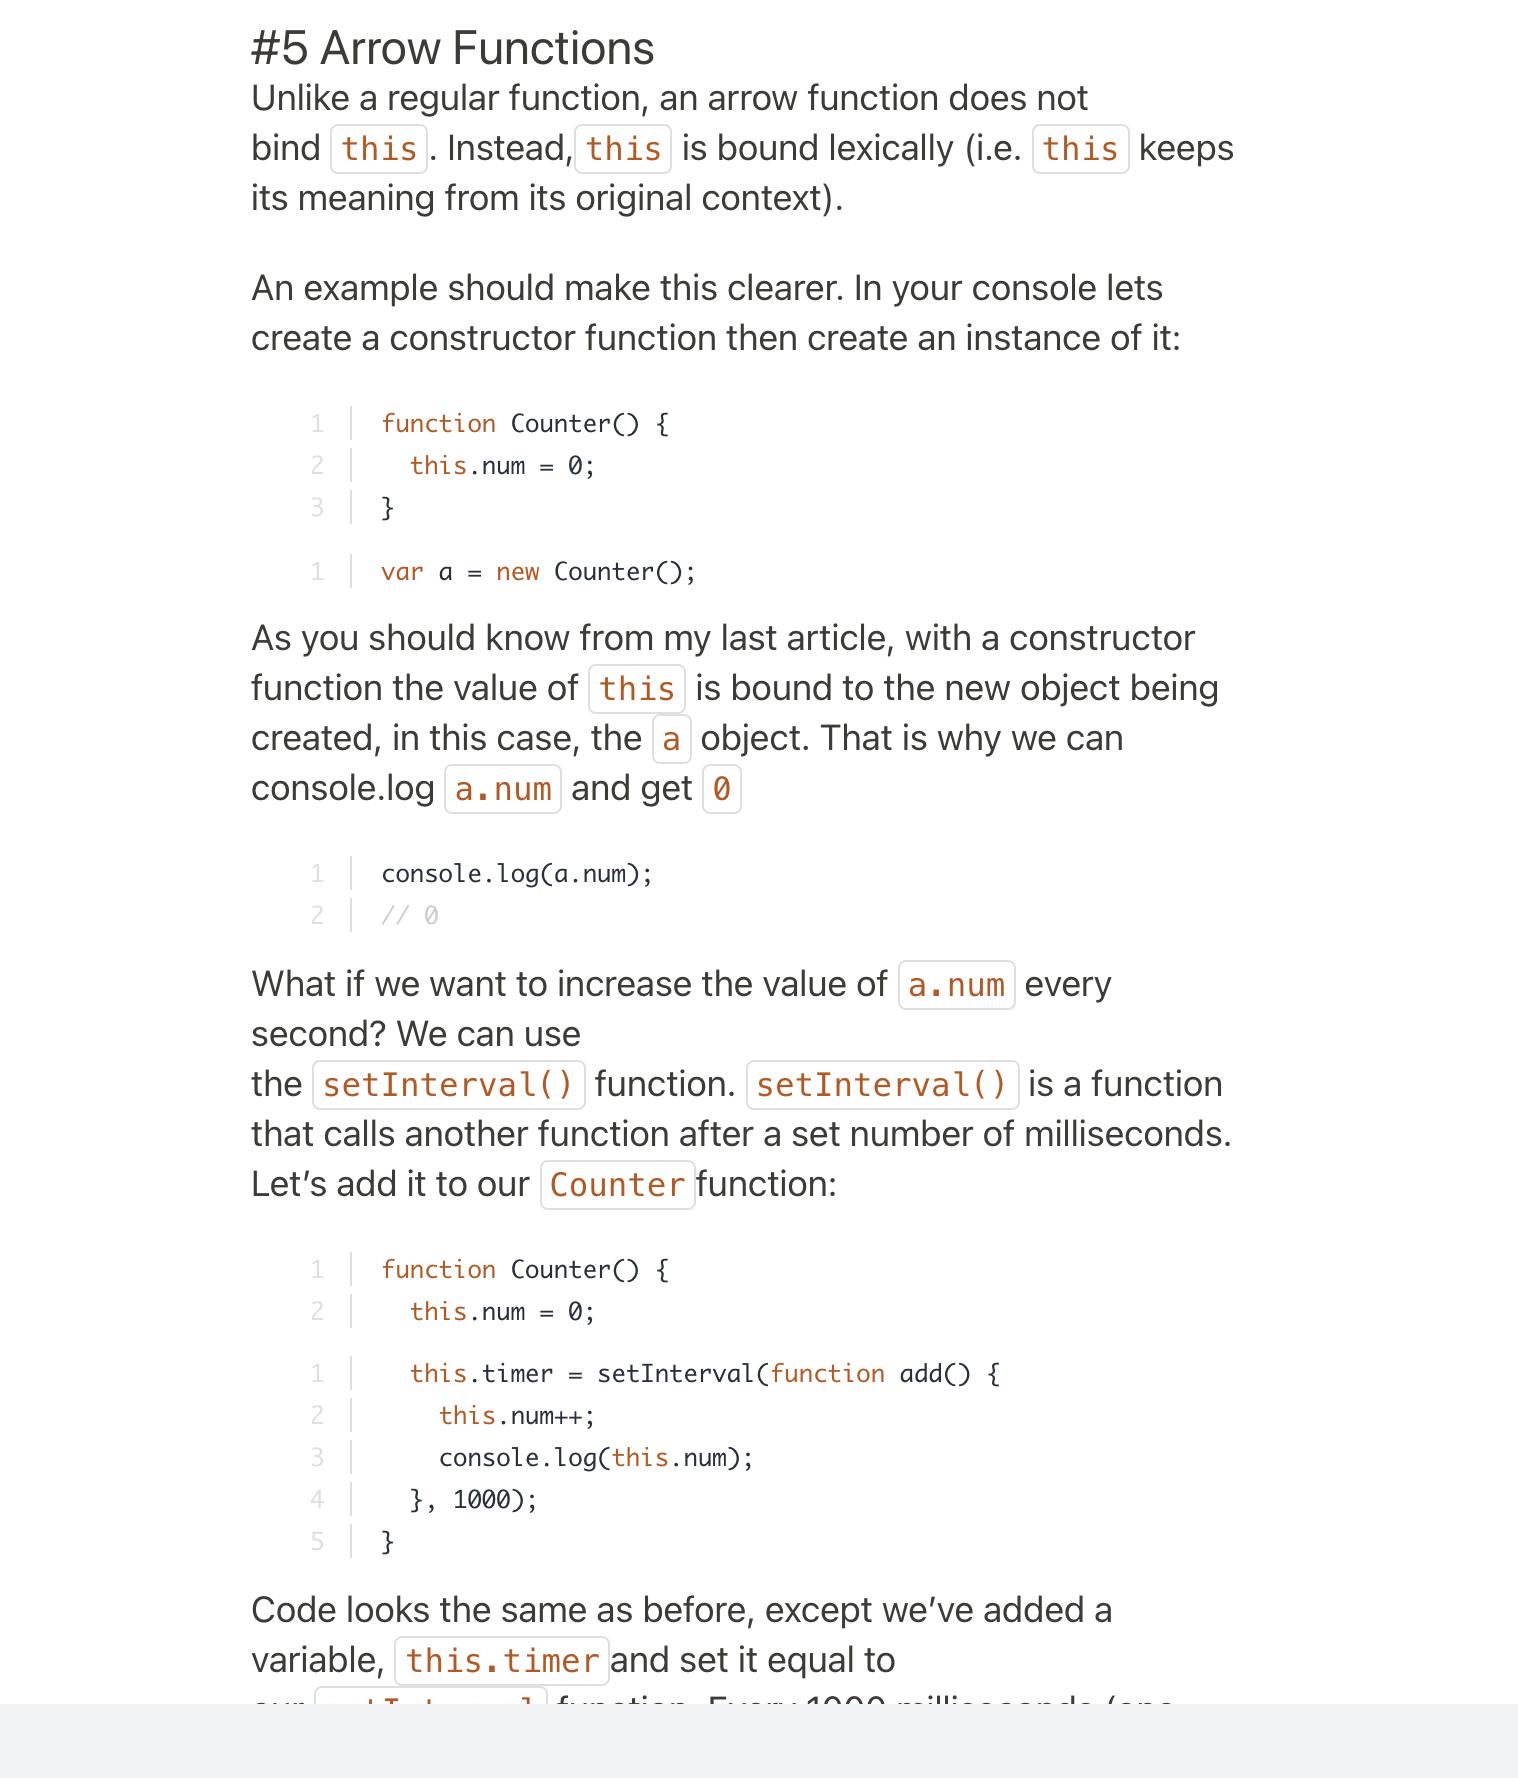 #5 Arrow Functions
Unlike a regular function, an arrow function does not
bind this. Instead, this is bound lexically (i.e. this keeps
its meaning from its original context).
An example should make this clearer. In your console lets
create a constructor function then create an instance of it:
1 function Counter() {
2   this.num = 0;
3 }
1 var a = new Counter();
As you should know from my last article, with a constructor
function the value of this is bound to the new object being
created, in this case, the a object. That is why we can
console.log a.num and get 0
1 console.log(a.num);
2 // 0
What if we want to increase the value of a.num every
second? We can use
the setInterval() function. setInterval() is a function
that calls another function after a set number of milliseconds.
Let’s add it to our Counter function:
1 function Counter() {
2   this.num = 0;
1   this.timer = setInterval(function add() {
2     this.num++;
3     console.log(this.num);
4   }, 1000);
5 }
Code looks the same as before, except we’ve added a
variable, this.timer and set it equal to
our setInterval function. Every 1000 milliseconds (one